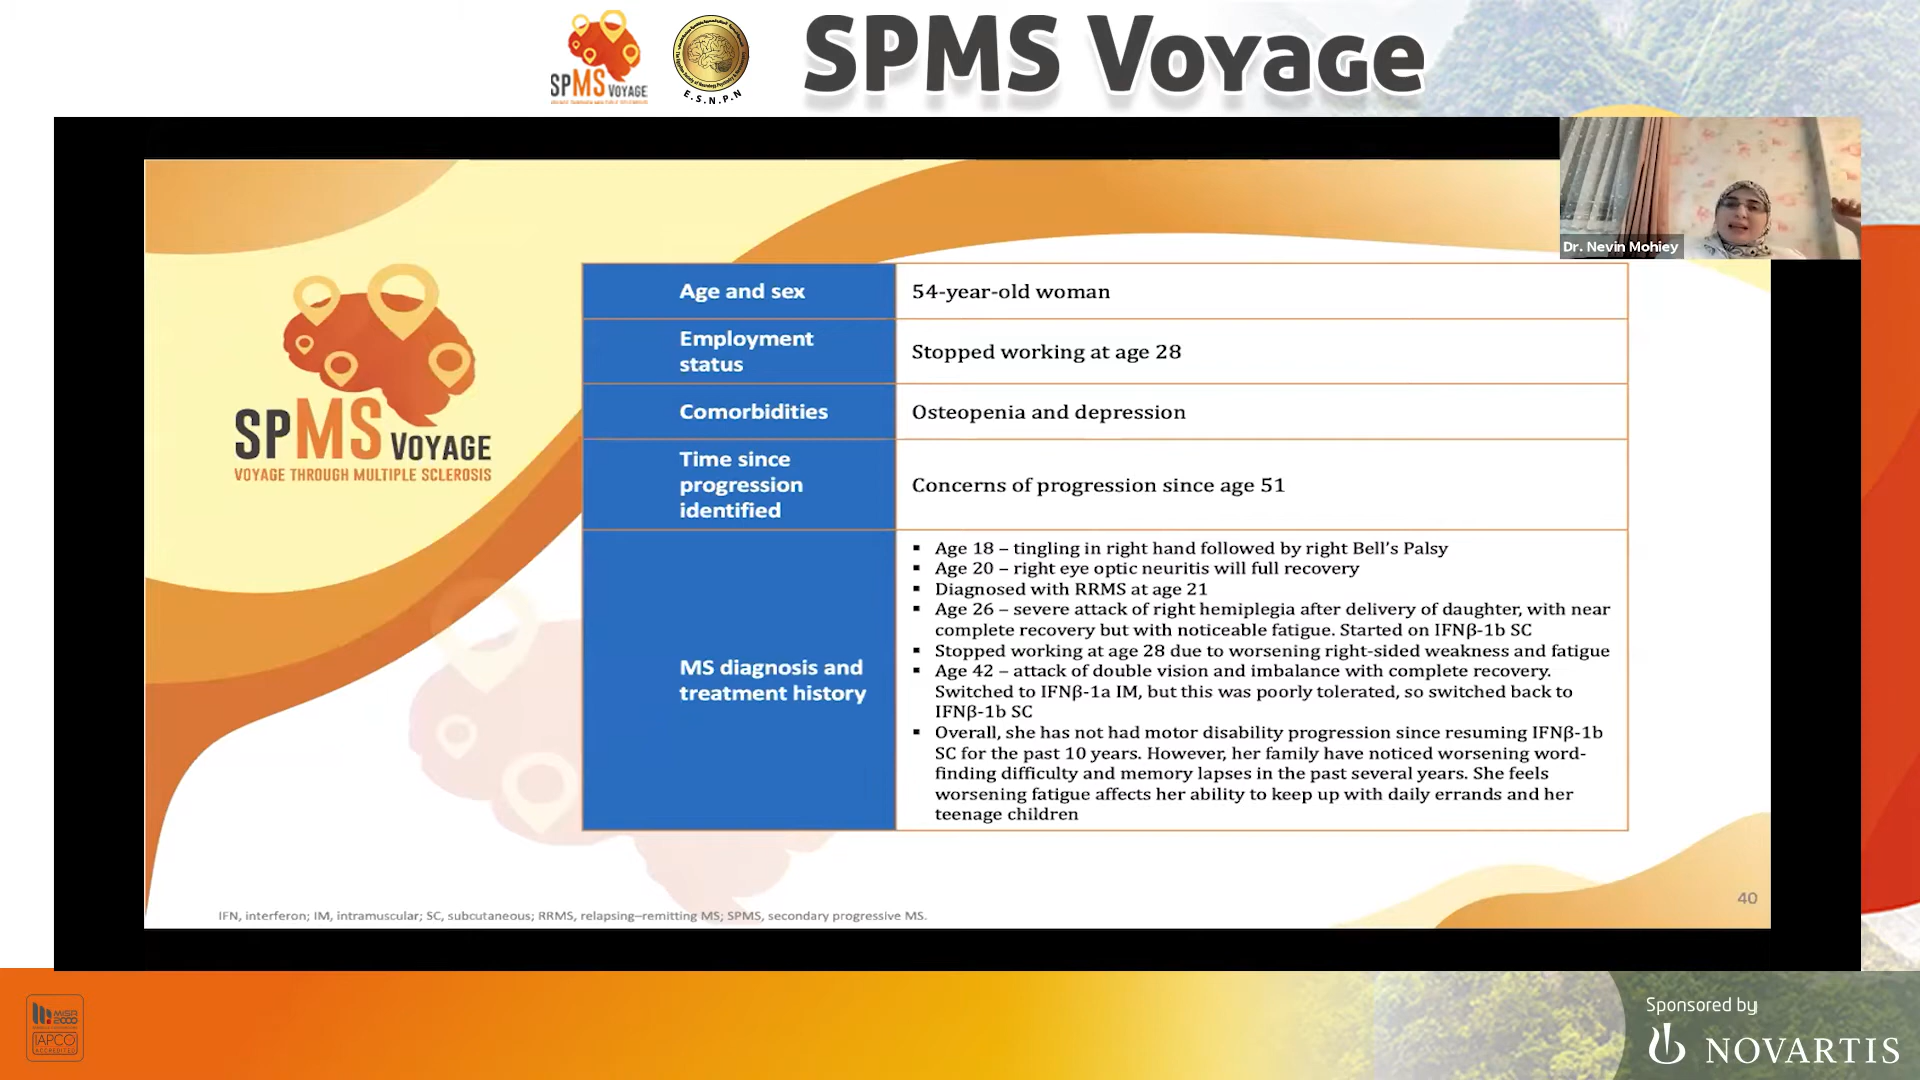 SPMS VOYAGE
E.S.N.P.N
SPMS Voyage
Dr. Nevin Mohiey
SPMS VOYAGE
VOYAGE THROUGH MULTIPLE SCLEROSIS
Age and sex
54-year-old woman
Employment
status
Stopped working at age 28
Comorbidities
Osteopenia and depression
Time since
progression
identified
Concerns of progression since age 51
MS diagnosis and
treatment history
▪ Age 18 – tingling in right hand followed by right Bell’s Palsy
▪ Age 20 – right eye optic neuritis will full recovery
▪ Diagnosed with RRMS at age 21
▪ Age 26 – severe attack of right hemiplegia after delivery of daughter, with near
complete recovery but with noticeable fatigue. Started on IFNβ-1b SC
▪ Stopped working at age 28 due to worsening right-sided weakness and fatigue
▪ Age 42 – attack of double vision and imbalance with complete recovery.
Switched to IFNβ-1a IM, but this was poorly tolerated, so switched back to
IFNβ-1b SC
▪ Overall, she has not had motor disability progression since resuming IFNβ-1b
SC for the past 10 years. However, her family have noticed worsening word-
finding difficulty and memory lapses in the past several years. She feels
worsening fatigue affects her ability to keep up with daily errands and her
teenage children
IFN, interferon; IM, intramuscular; SC, subcutaneous; RRMS, relapsing–remitting MS; SPMS, secondary progressive MS.
40
MISR
2000
IAPCO
ACCREDITED
Sponsored by
NOVARTIS